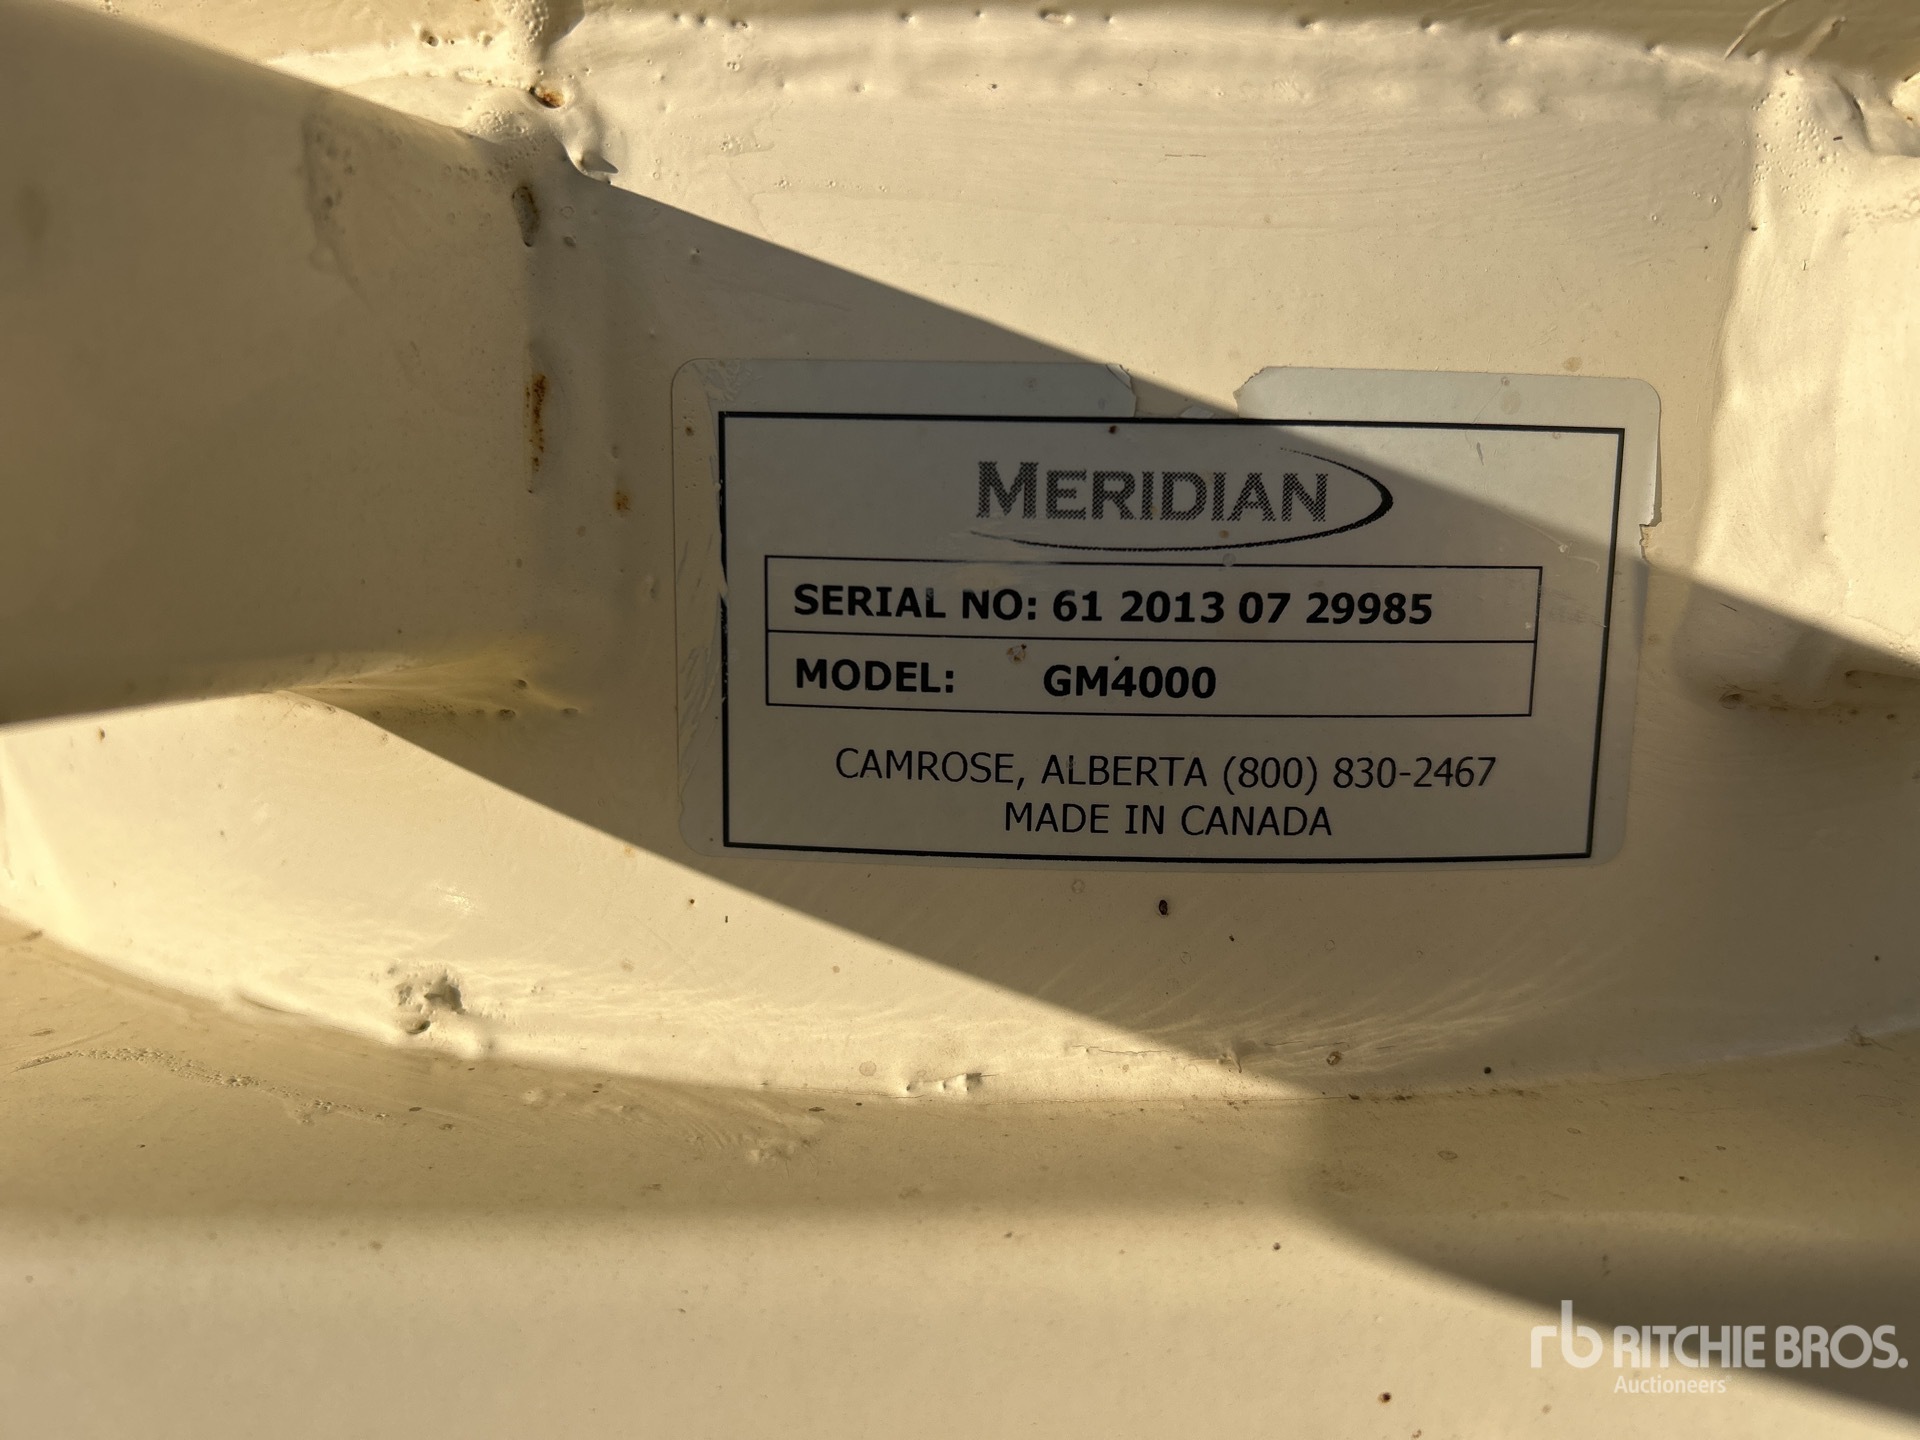 MERIDIAN
SERIAL NO: 61 2013 07 29985
MODEL: GM4000
CAMROSE, ALBERTA (800) 830-2467
MADE IN CANADA
rb RITCHIE BROS.
Auctioneers